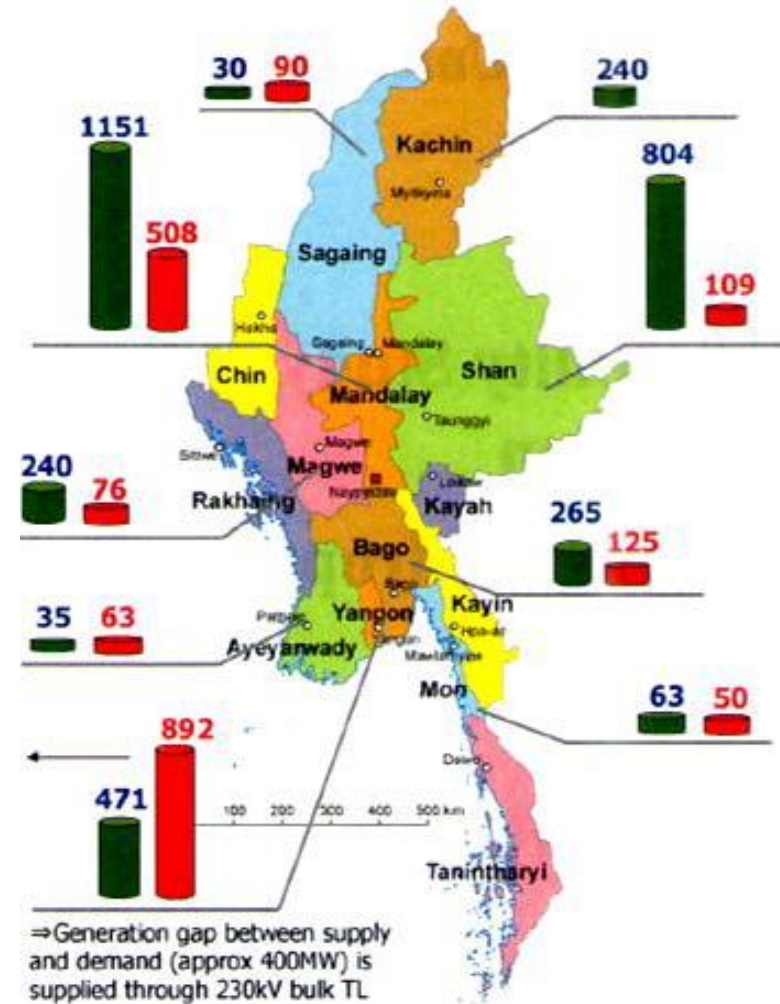 30 90
240
1151
508
804
109
Kachin
Myitkyina
Sagaing
Hakha
Chin
Sagaing
Mandalay
Mandalay
Shan
Taunggyi
Magwe
Magwe
Sittwe
240
76
Rakhaing
Naypyidaw
Loikaw
Kayah
265
125
Bago
Bago
Kayin
35 63
Pathein
Yangon
Yangon
Ayeyarwady
Hpa-an
Mawlamyine
Mon
63 50
892
471
Dawei
100 200 300 400 500 km
Tanintharyi
⇒Generation gap between supply
and demand (approx 400MW) is
supplied through 230kV bulk TL